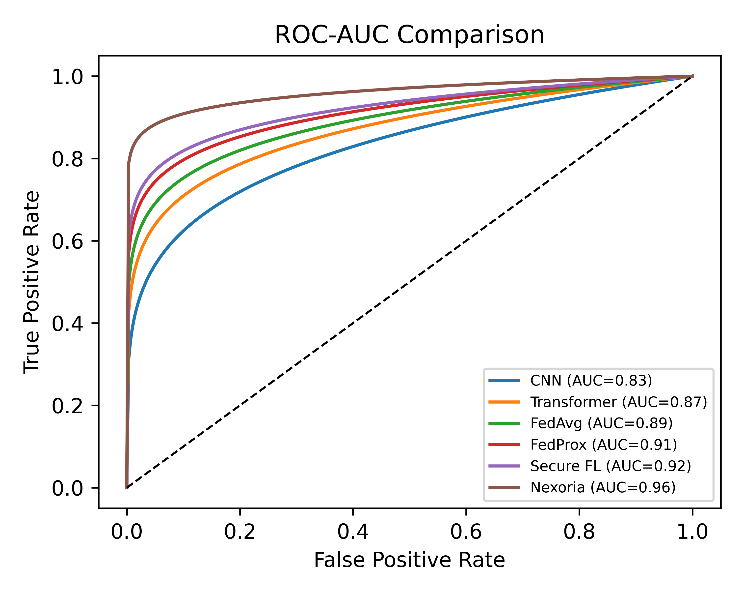 ROC-AUC Comparison
True Positive Rate
1.0
0.8
0.6
0.4
0.2
0.0
CNN (AUC=0.83)
Transformer (AUC=0.87)
FedAvg (AUC=0.89)
FedProx (AUC=0.91)
Secure FL (AUC=0.92)
Nexoria (AUC=0.96)
0.0 0.2 0.4 0.6 0.8 1.0
False Positive Rate